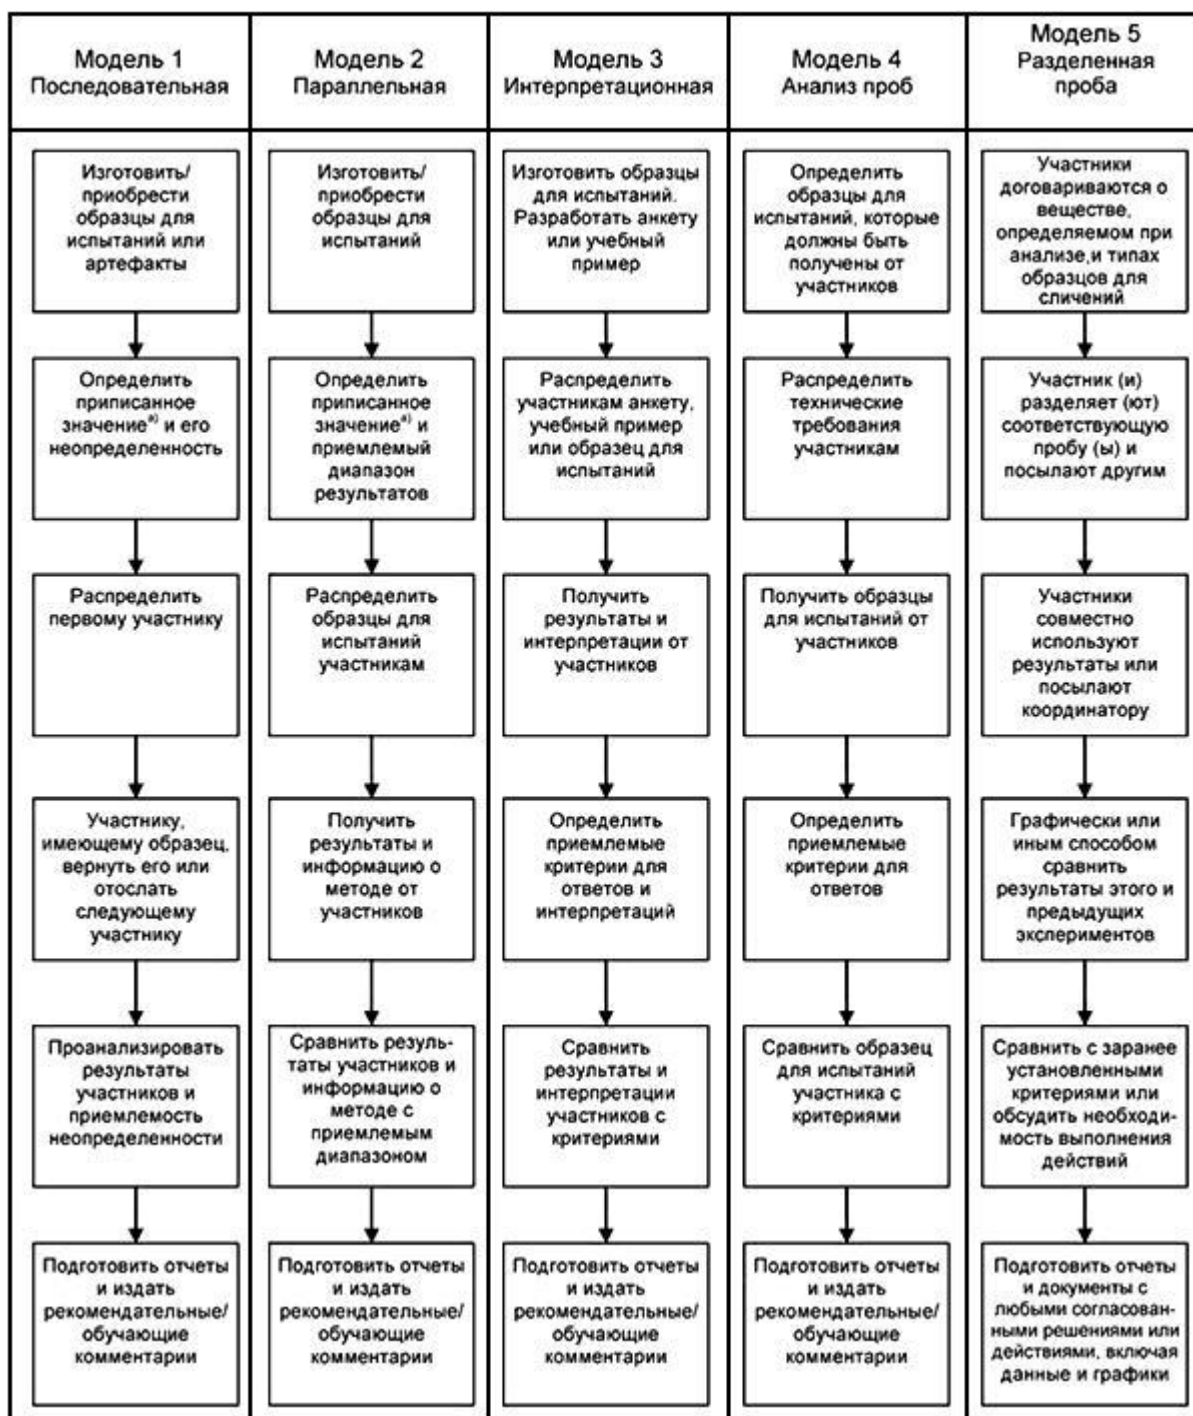 Модель 1
Последовательная
Модель 2
Параллельная
Модель 3
Интерпретационная
Модель 4
Анализ проб
Модель 5
Разделенная
проба
Изготовить/
приобрести
образцы для
испытаний или
артефакты
Изготовить/
приобрести
образцы для
испытаний
Изготовить образцы
для испытаний.
Разработать анкету
или учебный
пример
Определить
образцы для
испытаний, которые
должны быть
получены от
участников
Участники
договариваются о
веществе,
определяемом при
анализе,и типах
образцов для
сличений
Определить
приписанное
значение а) и его
неопределенность
Определить
приписанное
значение а) и
приемлемый
диапазон
результатов
Распределить
участникам анкету,
учебный пример
или образец для
испытаний
Распределить
технические
требования
участникам
Участник (и)
разделяет (ют)
соответствующую
пробу (ы) и
посылают другим
Распределить
первому участнику
Распределить
образцы для
испытаний
участникам
Получить
результаты и
интерпретации от
участников
Получить образцы
для испытаний от
участников
Участники
совместно
используют
результаты или
посылают
координатору
Участнику,
имеющему образец,
вернуть его или
отослать
следующему
участнику
Получить
результаты и
информацию о
методе от
участников
Определить
приемлемые
критерии для
ответов и
интерпретаций
Определить
приемлемые
критерии для
ответов
Графически или
иным способом
сравнить
результаты этого и
предыдущих
экспериментов
Проанализировать
результаты
участников и
приемлемость
неопределенности
Сравнить резуль-
таты участников и
информацию о
методе с
приемлемым
диапазоном
Сравнить
результаты и
интерпретации
участников с
критериями
Сравнить образец
для испытаний
участника с
критериями
Сравнить с заранее
установленными
критериями или
обсудить необходи-
мость выполнения
действий
Подготовить отчеты
и издать
рекомендательные/
обучающие
комментарии
Подготовить отчеты
и издать
рекомендательные/
обучающие
комментарии
Подготовить отчеты
и издать
рекомендательные/
обучающие
комментарии
Подготовить отчеты
и издать
рекомендательные/
обучающие
комментарии
Подготовить отчеты
и документы с
любыми согласован-
ными решениями или
действиями, включая
данные и графики